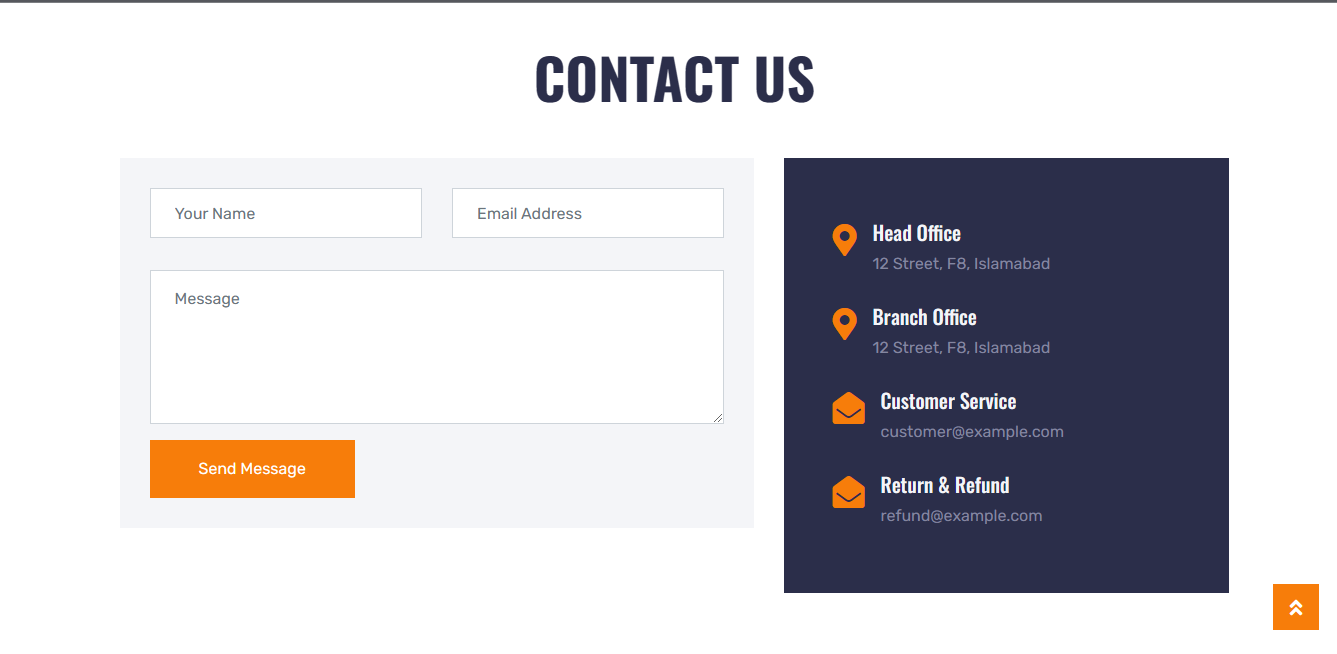 CONTACT US
Your Name
Email Address
Message
Send Message
Head Office
12 Street, F8, Islamabad
Branch Office
12 Street, F8, Islamabad
Customer Service
customer@example.com
Return & Refund
refund@example.com